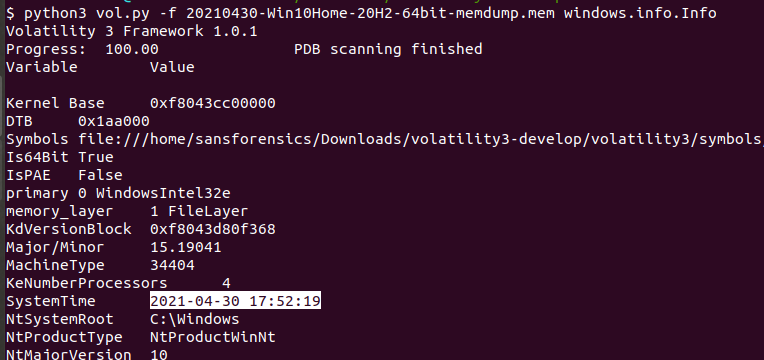 $ python3 vol.py -f 20210430-Win10Home-20H2-64bit-memdump.mem windows.info.Info
Volatility 3 Framework 1.0.1
Progress:  100.00               PDB scanning finished
Variable        Value
Kernel Base     0xf8043cc00000
DTB     0x1aa000
Symbols file:///home/sansforensics/Downloads/volatility3-develop/volatility3/symbols/
Is64Bit True
IsPAE   False
primary 0 WindowsIntel32e
memory_layer    1 FileLayer
KdVersionBlock  0xf8043d80f368
Major/Minor     15.19041
MachineType     34404
KeNumberProcessors      4
SystemTime      2021-04-30 17:52:19
NtSystemRoot    C:\Windows
NtProductType   NtProductWinNt
NtMajorVersion  10